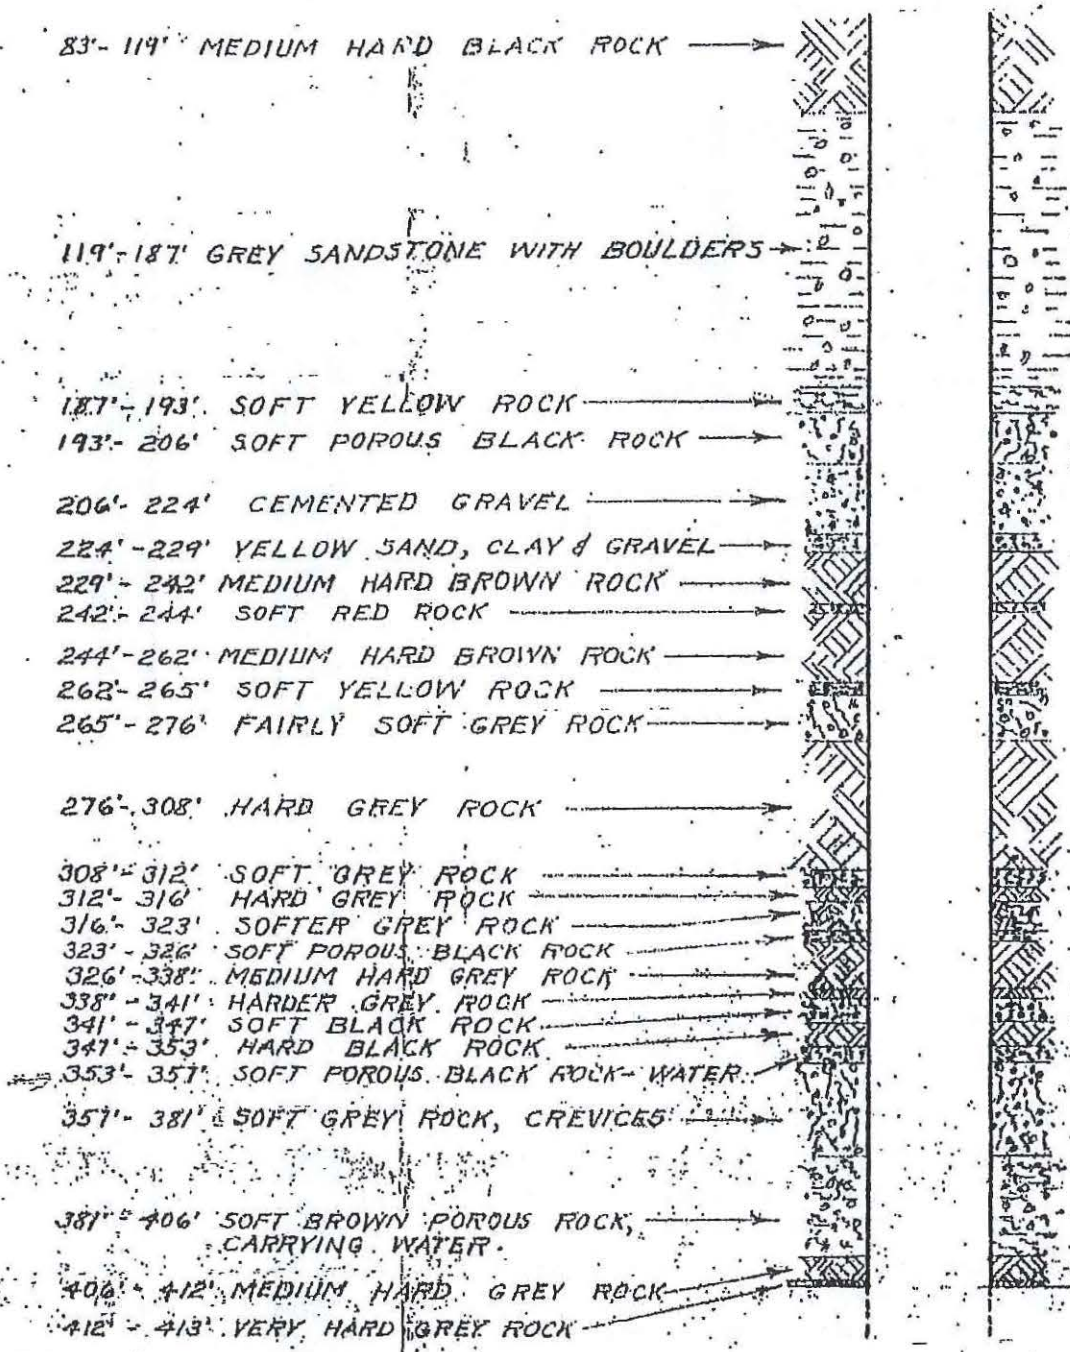 83'- 119' MEDIUM HARD BLACK ROCK
119'- 187' GREY SANDSTONE WITH BOULDERS
187'- 193' SOFT YELLOW ROCK
193'- 206' SOFT POROUS BLACK ROCK
206'- 224' CEMENTED GRAVEL
224'- 229' YELLOW SAND, CLAY & GRAVEL
229'- 242' MEDIUM HARD BROWN ROCK
242'- 244' SOFT RED ROCK
244'- 262' MEDIUM HARD BROWN ROCK
262'- 265' SOFT YELLOW ROCK
265'- 276' FAIRLY SOFT GREY ROCK
276'- 308' HARD GREY ROCK
308'- 312' SOFT GREY ROCK
312'- 316' HARD GREY ROCK
316'- 323' SOFTER GREY ROCK
323'- 326' SOFT POROUS BLACK ROCK
326'- 338' MEDIUM HARD GREY ROCK
338'- 341' HARDER GREY ROCK
341'- 347' SOFT BLACK ROCK
347'- 353' HARD BLACK ROCK
353'- 357' SOFT POROUS BLACK ROCK- WATER
357'- 381' SOFT GREY ROCK, CREVICES
381'- 406' SOFT BROWN POROUS ROCK,
CARRYING WATER.
406'- 412' MEDIUM HARD GREY ROCK
412'- 413' VERY HARD GREY ROCK